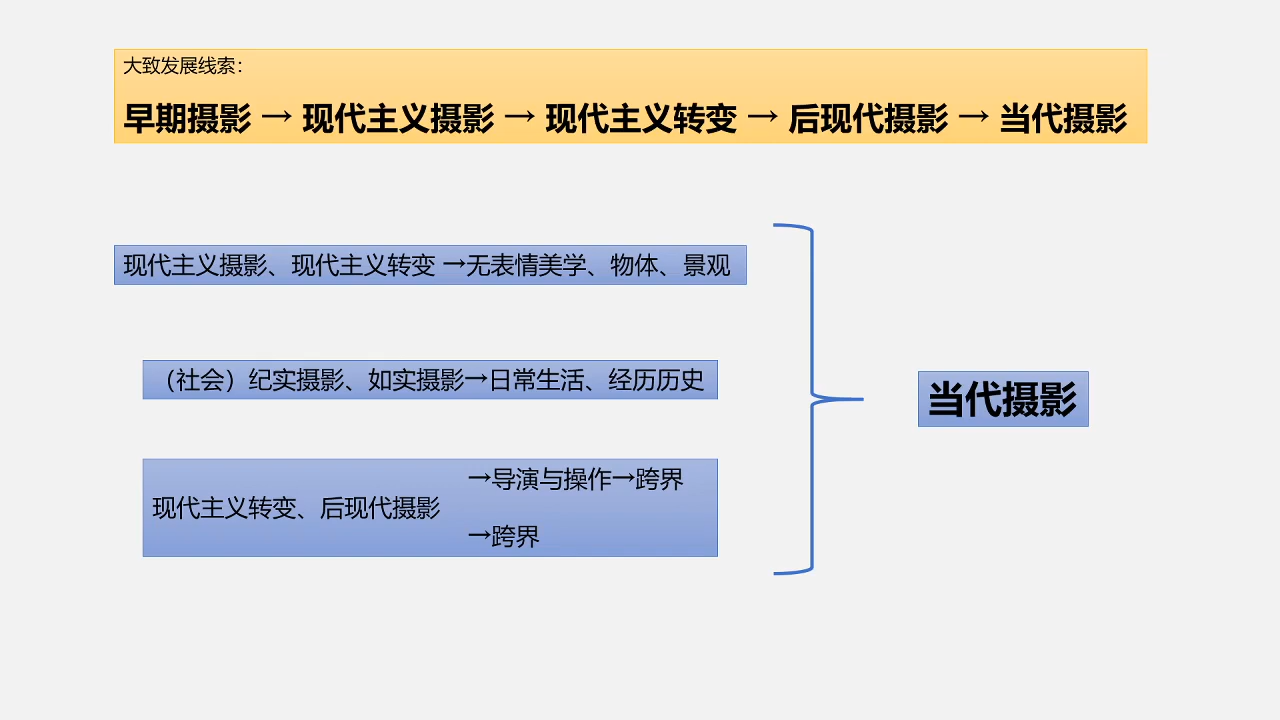 大致发展线索：
早期摄影 → 现代主义摄影 → 现代主义转变 → 后现代摄影 → 当代摄影
现代主义摄影、现代主义转变 →无表情美学、物体、景观
（社会）纪实摄影、如实摄影→日常生活、经历历史
→导演与操作→跨界
现代主义转变、后现代摄影
→跨界
当代摄影